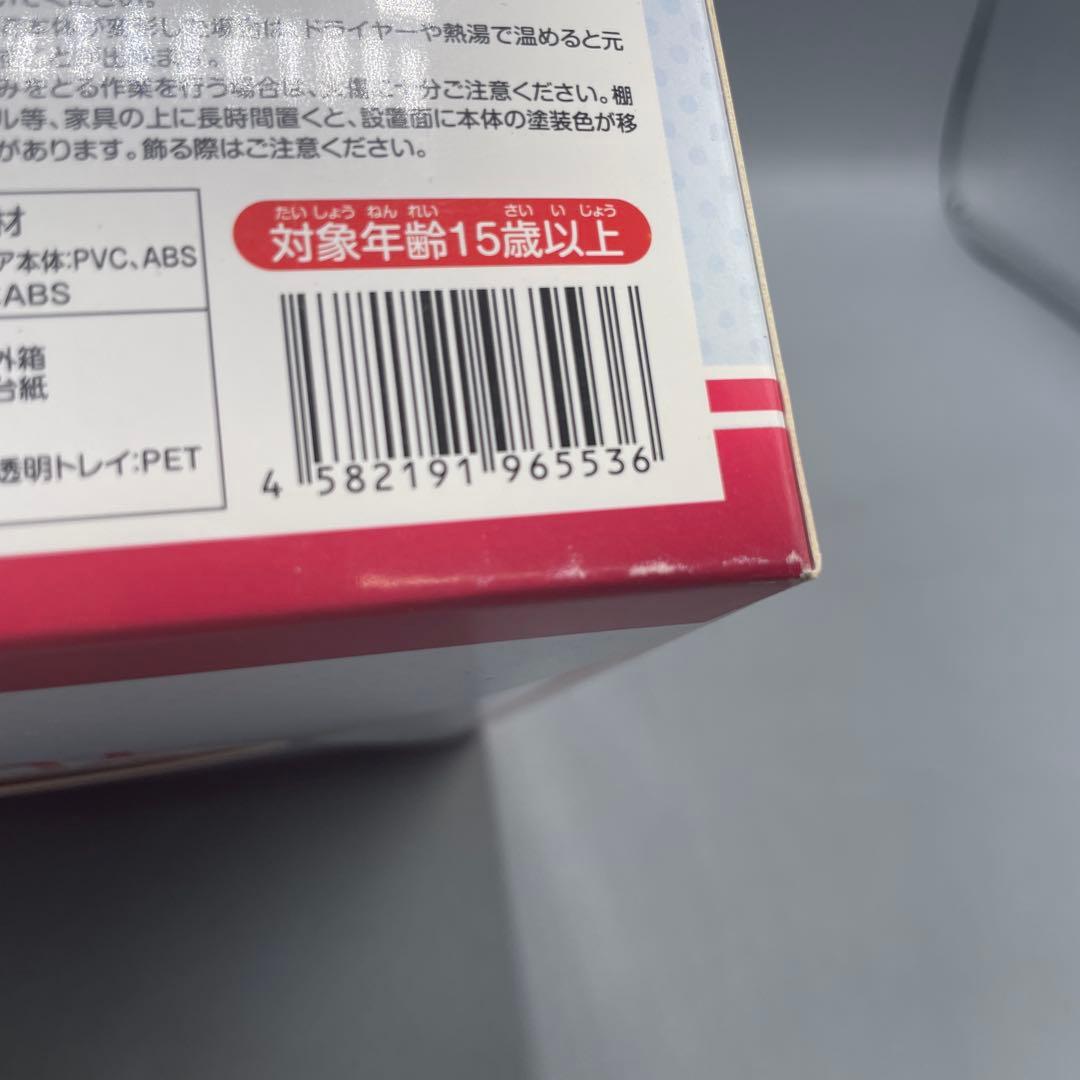 ください。
ドライヤーや熱湯で温めると元
みをとる作業を行う場合は、 ご注意ください。棚
ル等、家具の上に長時間置くと、設置面に本体の塗装色が移
があります。飾る際はご注意ください。
材
ア本体:PVC、ABS
:ABS
外箱
台紙
透明トレイ:PET
たいしょう ねんれい さい いじょう
対象年齢15歳以上
4 582191 965536